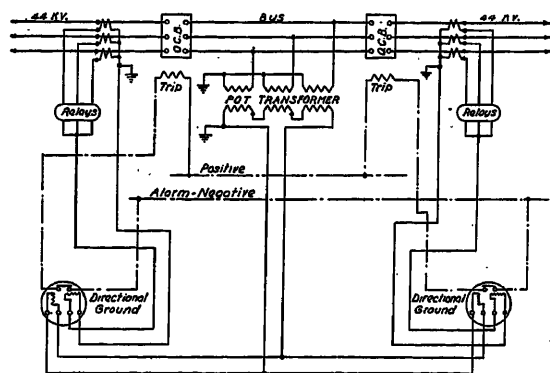 44 KV.
O.C.B.
BUS
O.C.B.
44 KV.
Trip
POT TRANSFORMER
Trip
Relays
Relays
Positive
Alarm-Negative
Directional
Ground
Directional
Ground